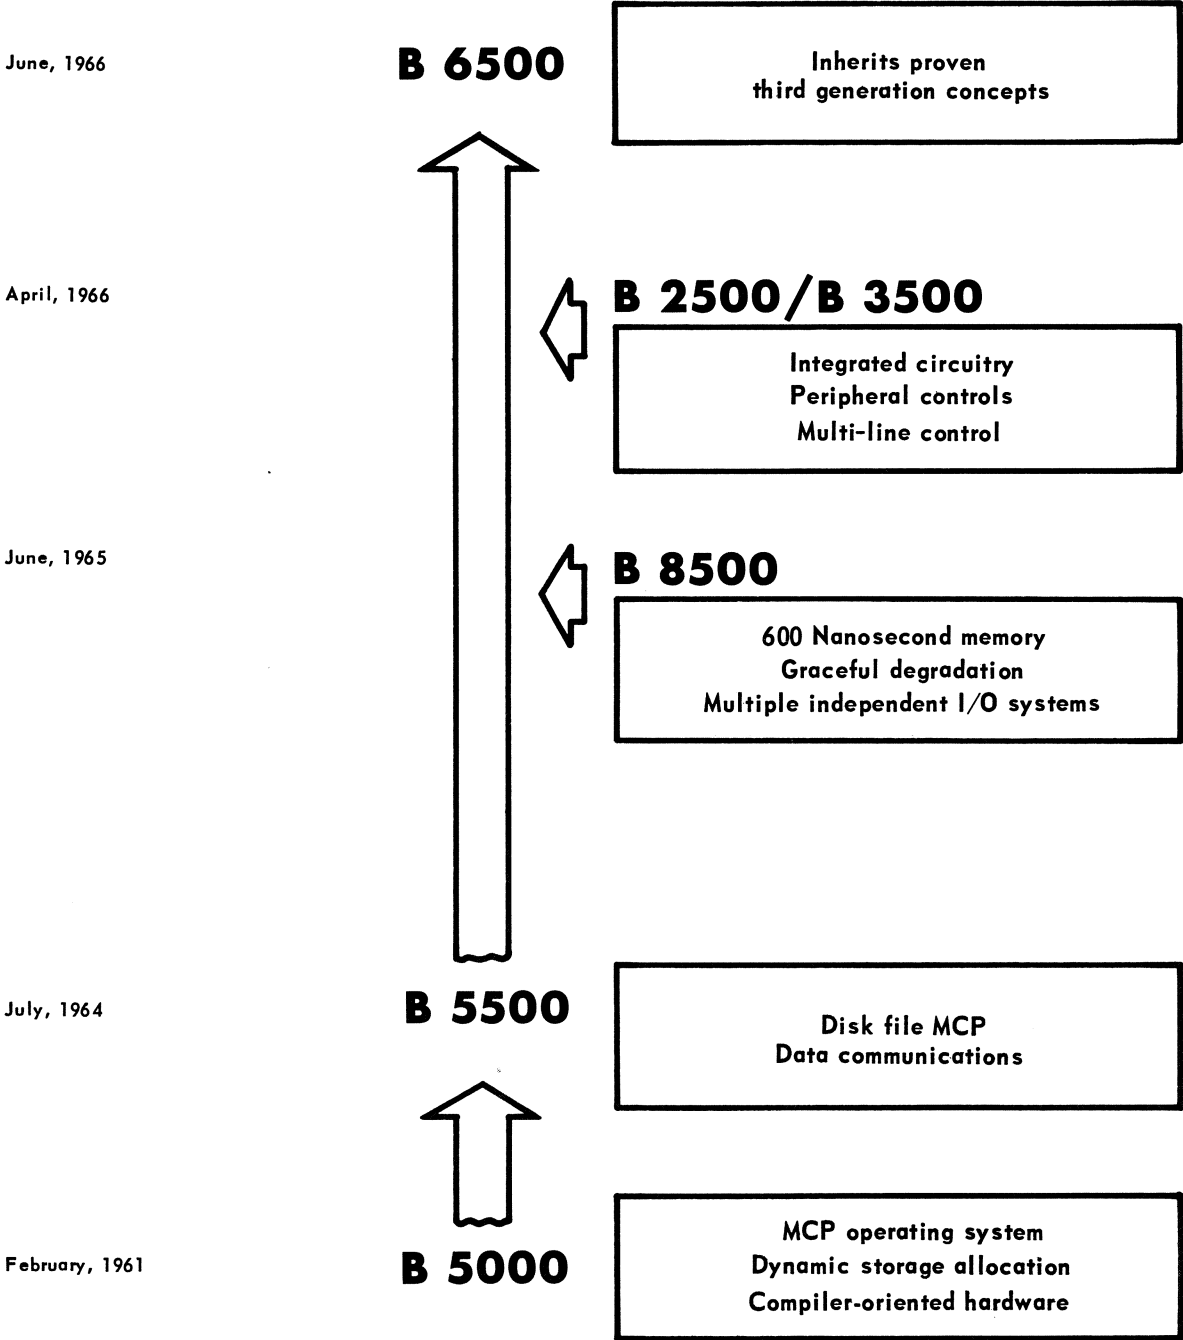 June, 1966
B 6500
Inherits proven
third generation concepts
April, 1966
B 2500/B 3500
Integrated circuitry
Peripheral controls
Multi-line control
June, 1965
B 8500
600 Nanosecond memory
Graceful degradation
Multiple independent I/O systems
July, 1964
B 5500
Disk file MCP
Data communications
February, 1961
B 5000
MCP operating system
Dynamic storage allocation
Compiler-oriented hardware